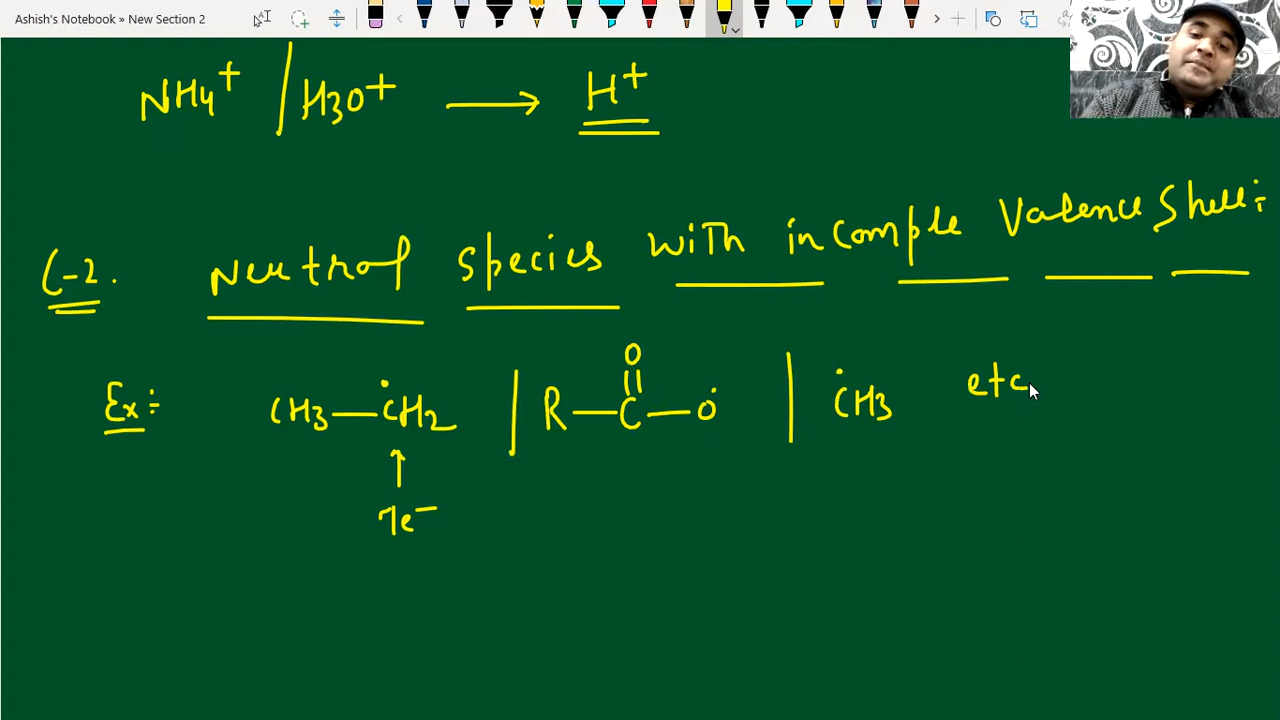 Ashish's Notebook » New Section 2
NH4+ / H3O+ → H+
C-2. Neutral species with incomple Valence Shell:-
Ex:- CH3—ĊH2 | R—C—Ȯ | ĊH3 etc
O
7e-